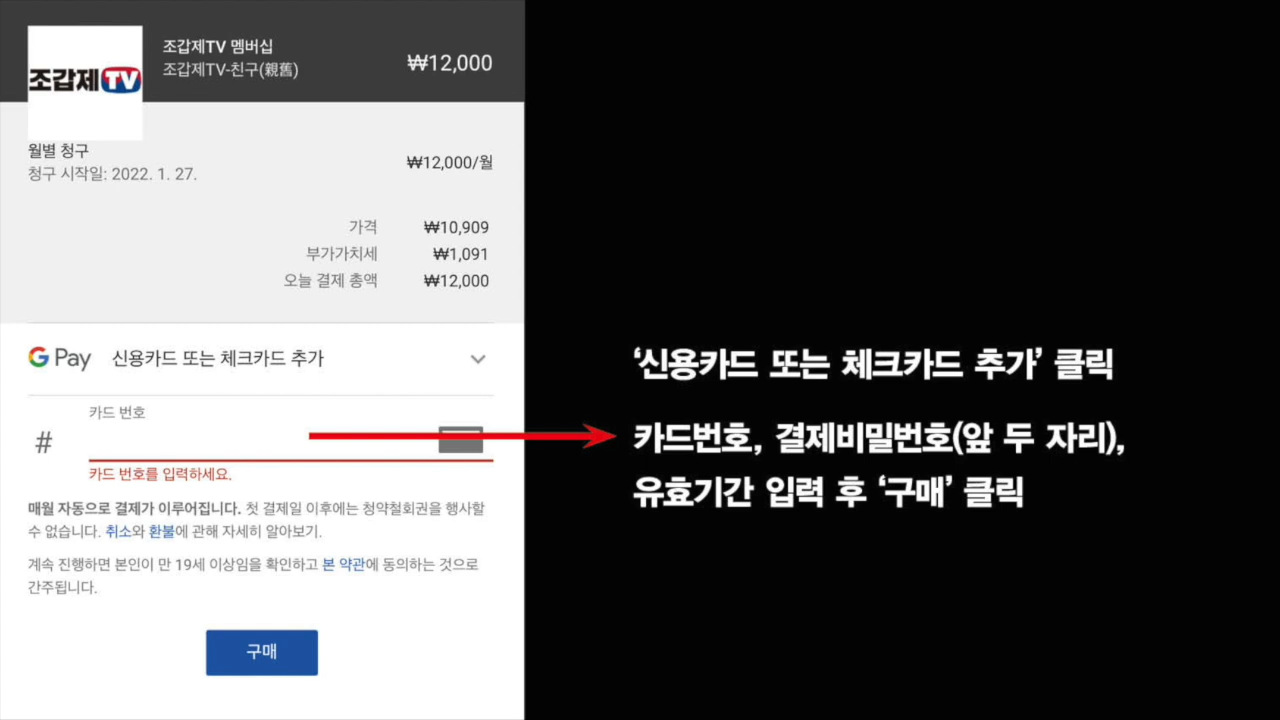 조갑제TV
조갑제TV 멤버십
조갑제TV-친구(親舊)
₩12,000
월별 청구
청구 시작일: 2022. 1. 27.
₩12,000/월
가격 ₩10,909
부가가치세 ₩1,091
오늘 결제 총액 ₩12,000
G Pay 신용카드 또는 체크카드 추가
카드 번호
#
카드 번호를 입력하세요.
매월 자동으로 결제가 이루어집니다. 첫 결제일 이후에는 청약철회권을 행사할
수 없습니다. 취소와 환불에 관해 자세히 알아보기.
계속 진행하면 본인이 만 19세 이상임을 확인하고 본 약관에 동의하는 것으로
간주됩니다.
구매
‘신용카드 또는 체크카드 추가’ 클릭
카드번호, 결제비밀번호(앞 두 자리),
유효기간 입력 후 ‘구매’ 클릭